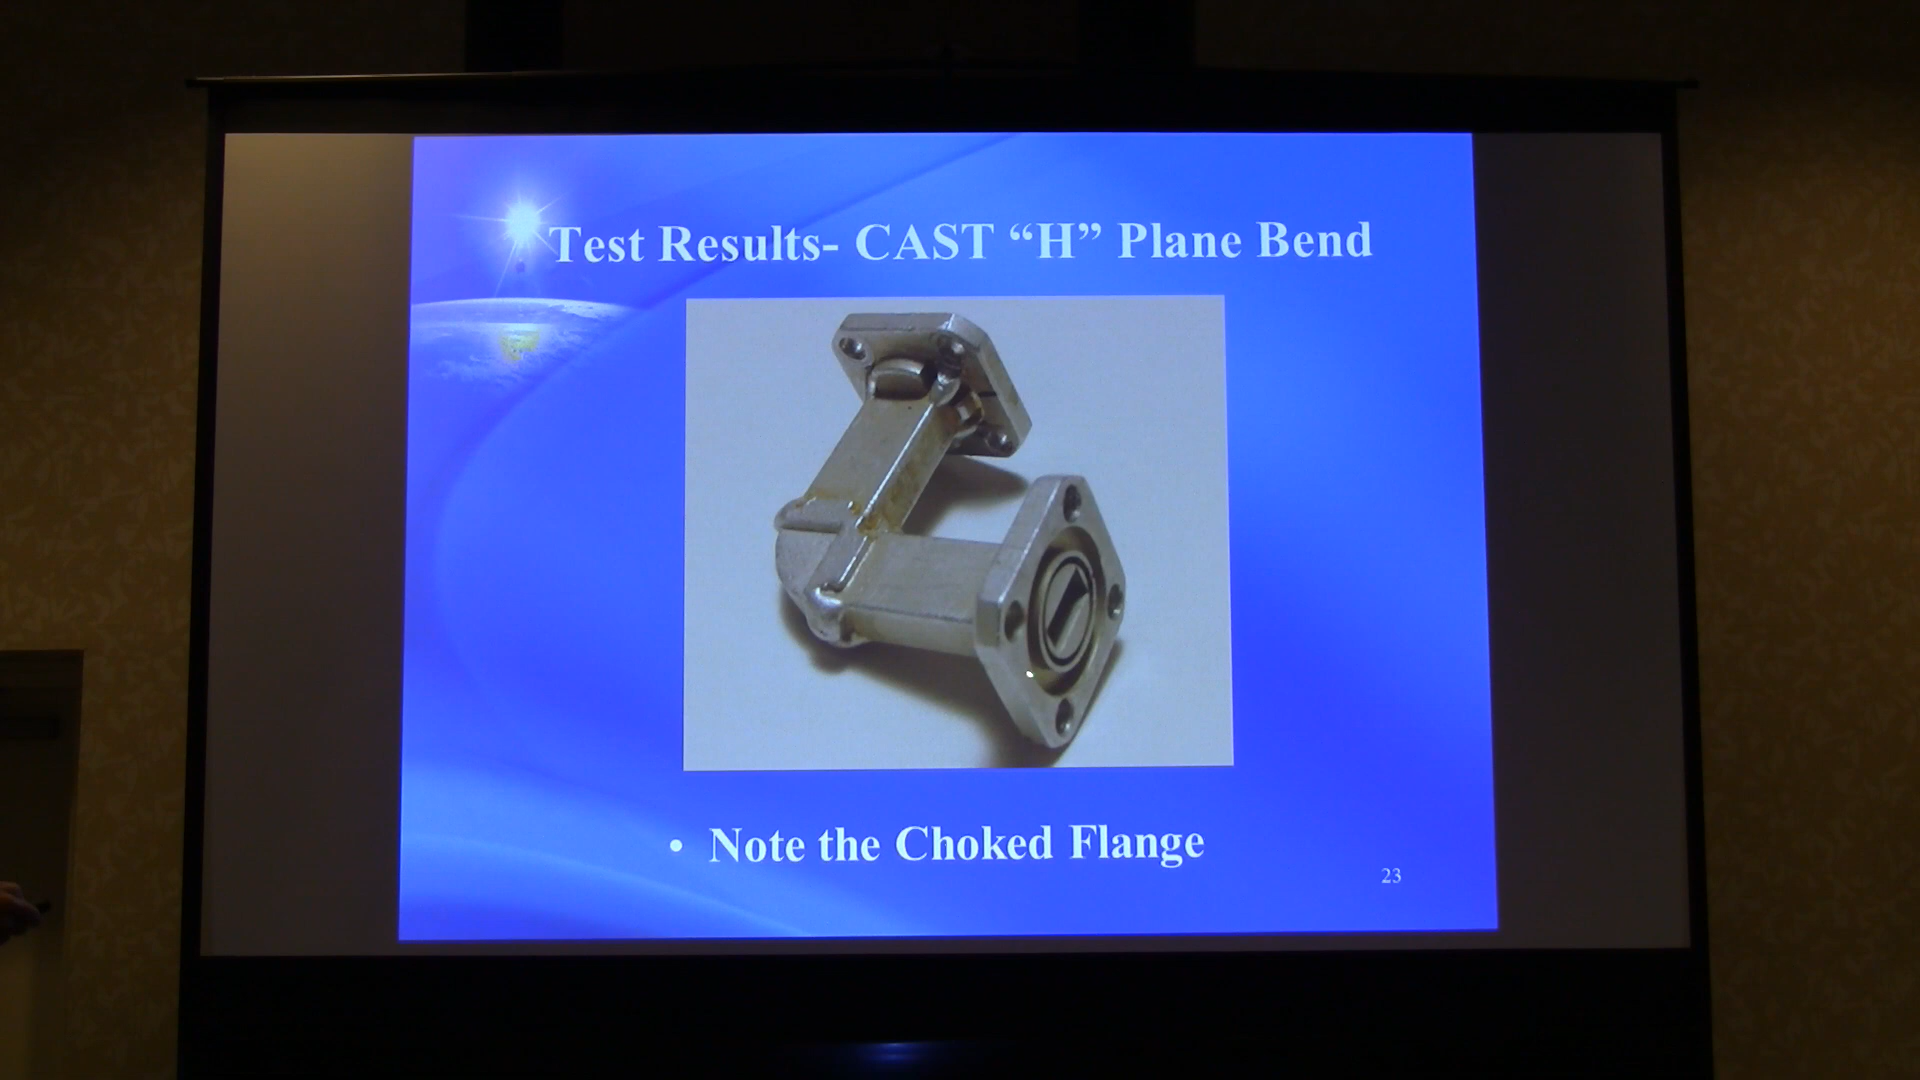 Test Results- CAST “H” Plane Bend
• Note the Choked Flange
23